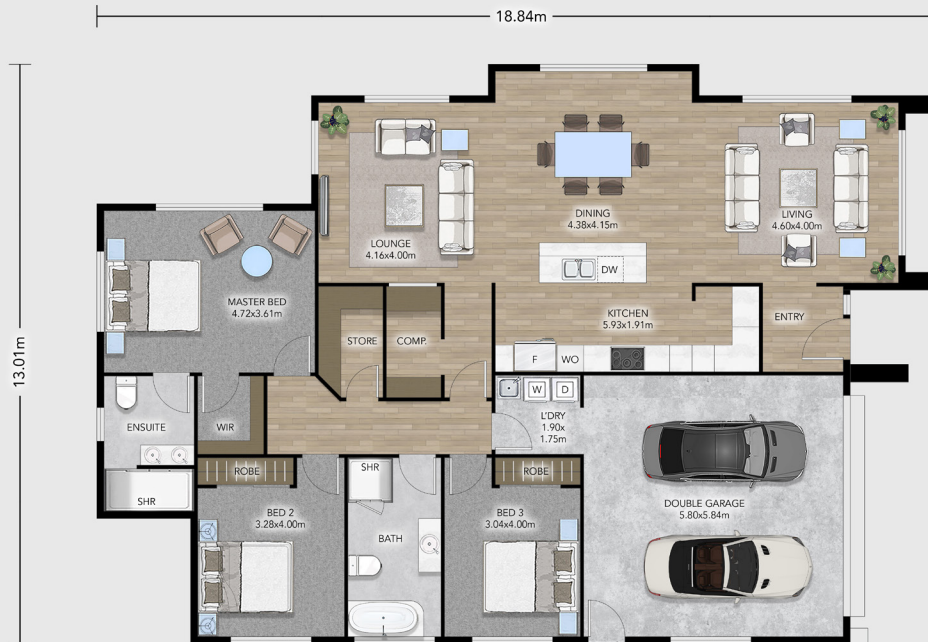 18.84m
13.01m
LOUNGE
4.16x4.00m
DINING
4.38x4.15m
LIVING
4.60x4.00m
DW
MASTER BED
4.72x3.61m
STORE
COMP.
KITCHEN
5.93x1.91m
ENTRY
F
WO
ENSUITE
WIR
W
D
L'DRY
1.90x
1.75m
SHR
ROBE
SHR
ROBE
BED 2
3.28x4.00m
BATH
BED 3
3.04x4.00m
DOUBLE GARAGE
5.80x5.84m